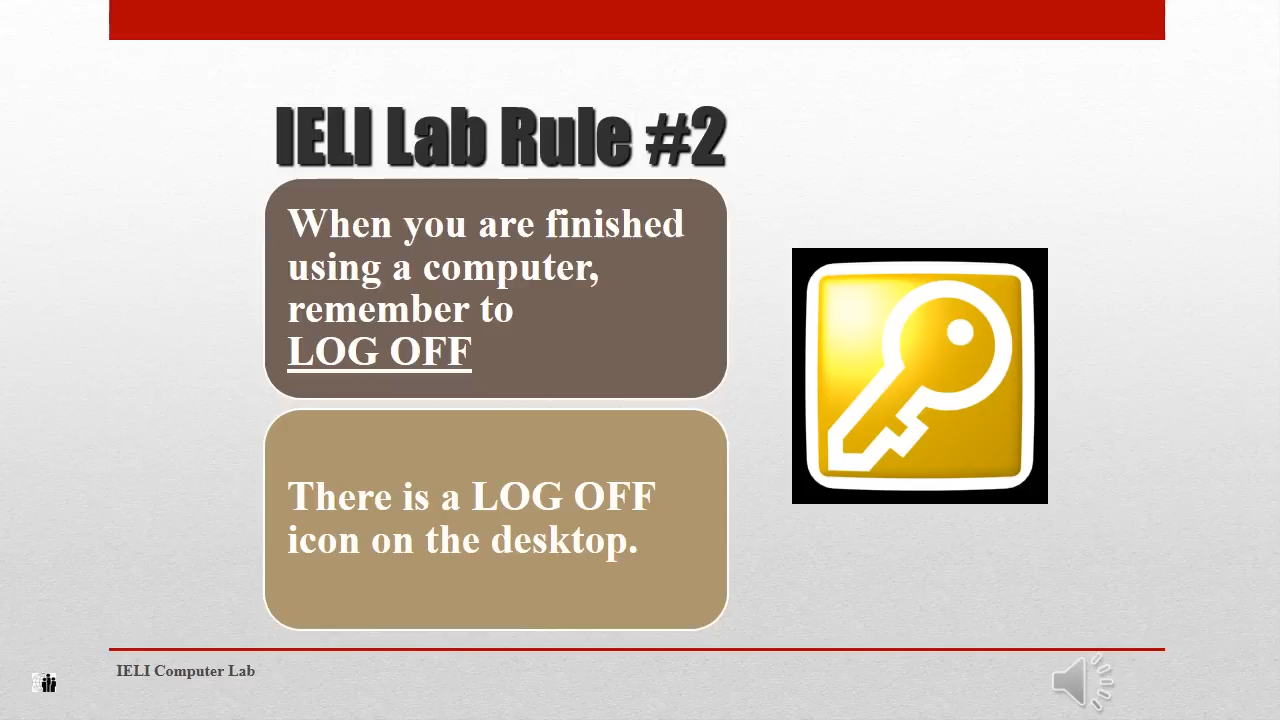 IELI Lab Rule #2
When you are finished
using a computer,
remember to
LOG OFF
There is a LOG OFF
icon on the desktop.
IELI Computer Lab